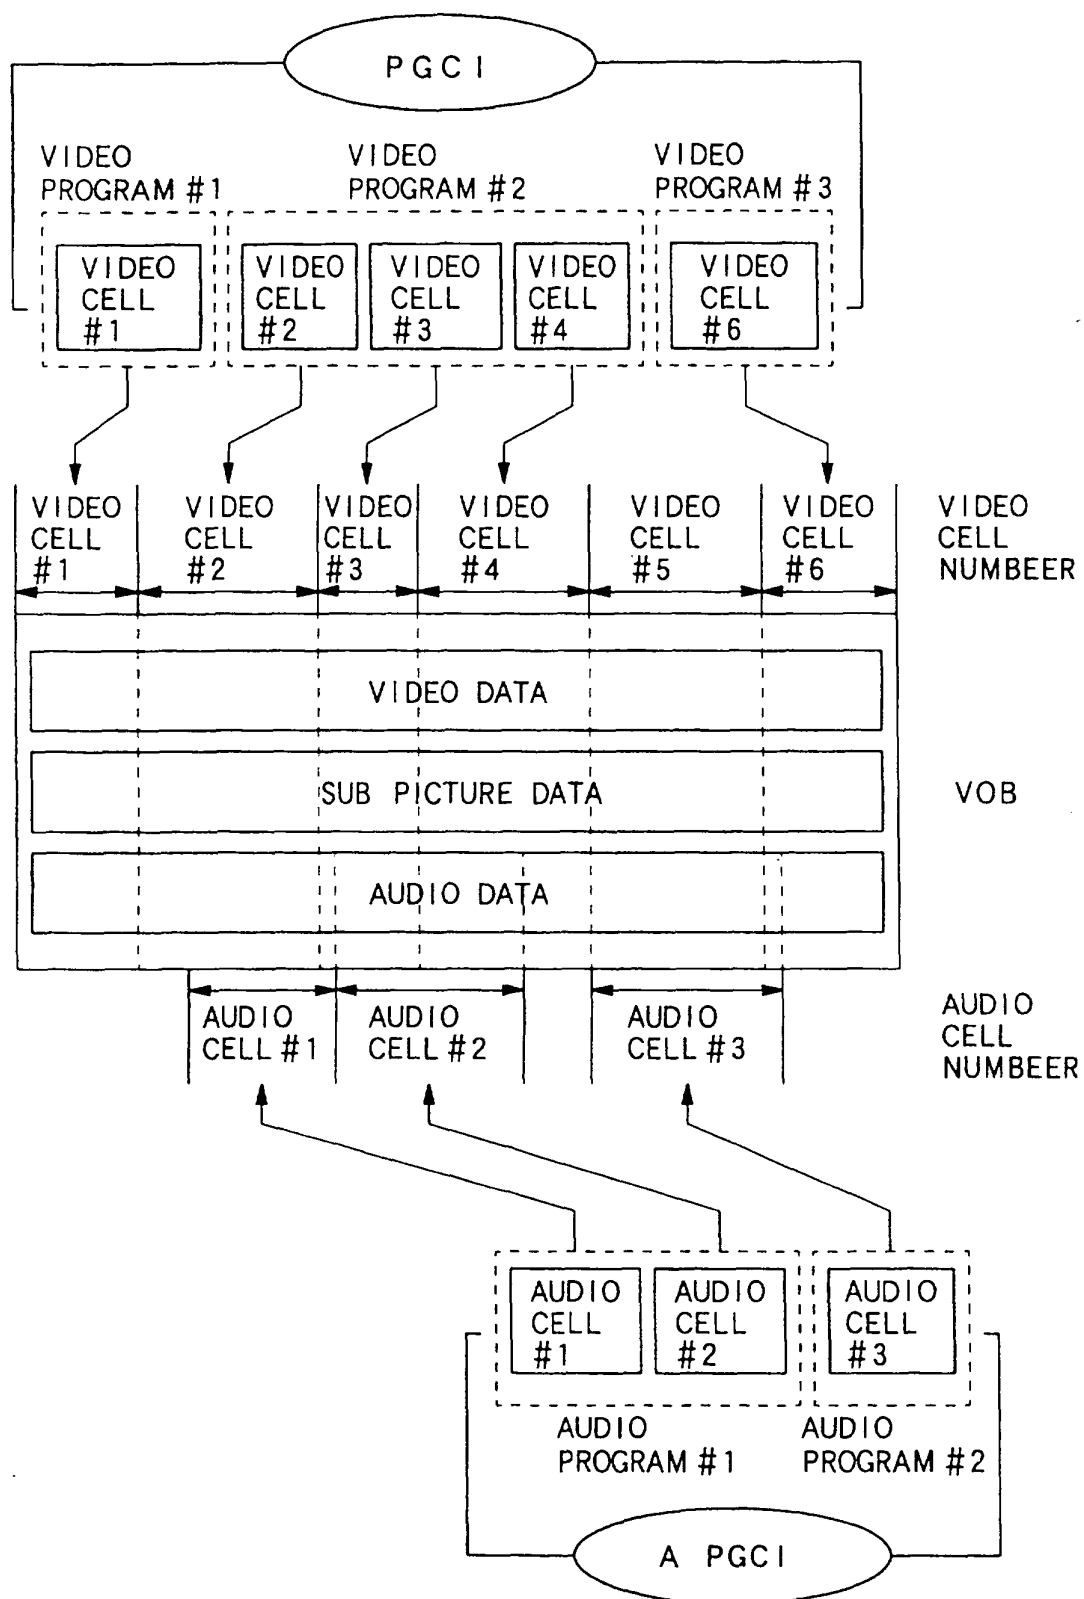 PGCI
VIDEO
PROGRAM #1
VIDEO
PROGRAM #2
VIDEO
PROGRAM #3
VIDEO
CELL
#1
VIDEO
CELL
#2
VIDEO
CELL
#3
VIDEO
CELL
#4
VIDEO
CELL
#6
VIDEO
CELL
#1
VIDEO
CELL
#2
VIDEO
CELL
#3
VIDEO
CELL
#4
VIDEO
CELL
#5
VIDEO
CELL
#6
VIDEO
CELL
NUMBEER
VIDEO DATA
SUB PICTURE DATA
VOB
AUDIO DATA
AUDIO
CELL #1
AUDIO
CELL #2
AUDIO
CELL #3
AUDIO
CELL
NUMBEER
AUDIO
CELL
#1
AUDIO
CELL
#2
AUDIO
CELL
#3
AUDIO
PROGRAM #1
AUDIO
PROGRAM #2
A PGCI